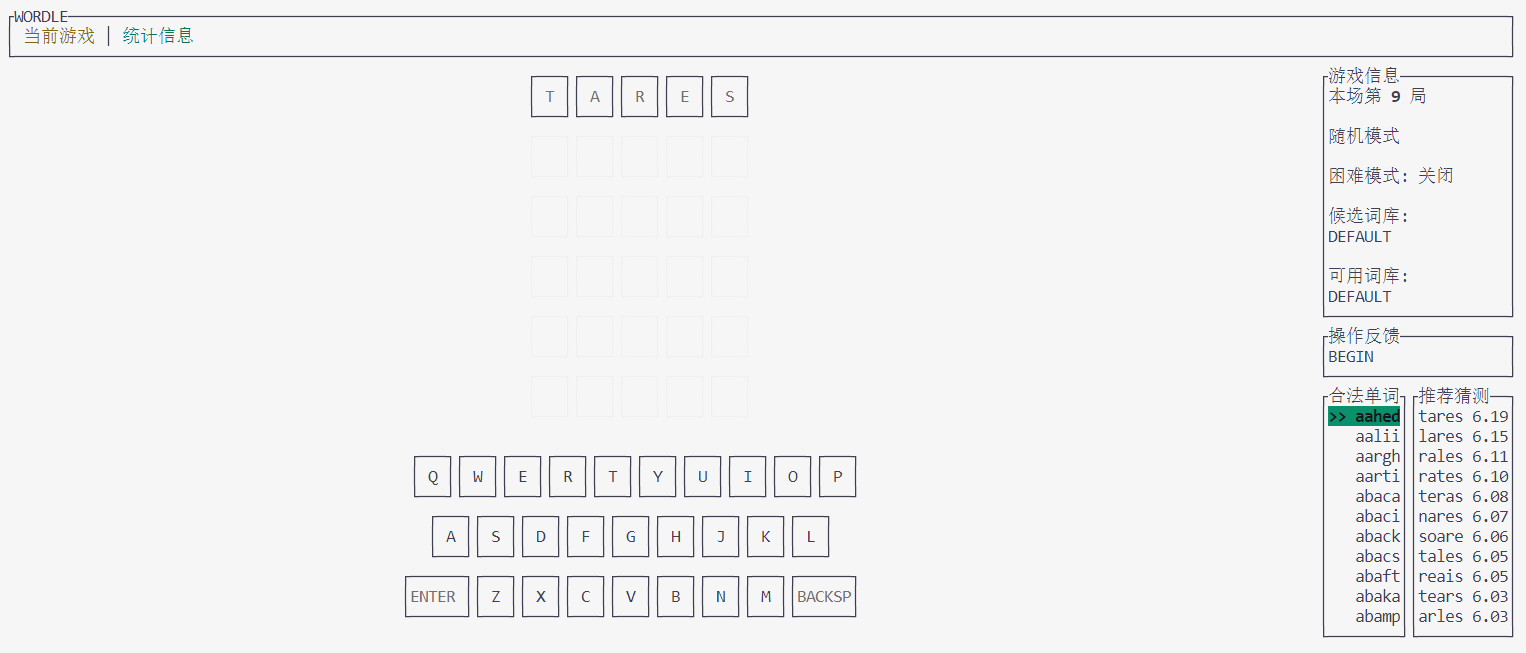 WORDLE
当前游戏 │ 统计信息
T A R E S
游戏信息
本场第 9 局
随机模式
困难模式: 关闭
候选词库:
DEFAULT
可用词库:
DEFAULT
操作反馈
BEGIN
Q W E R T Y U I O P
A S D F G H J K L
ENTER Z X C V B N M BACKSP
合法单词
>> aahed
aalii
aargh
aarti
abaca
abaci
aback
abacs
abaft
abaka
abamp
推荐猜测
tares 6.19
lares 6.15
rales 6.11
rates 6.10
teras 6.08
nares 6.07
soare 6.06
tales 6.05
reais 6.05
tears 6.03
arles 6.03